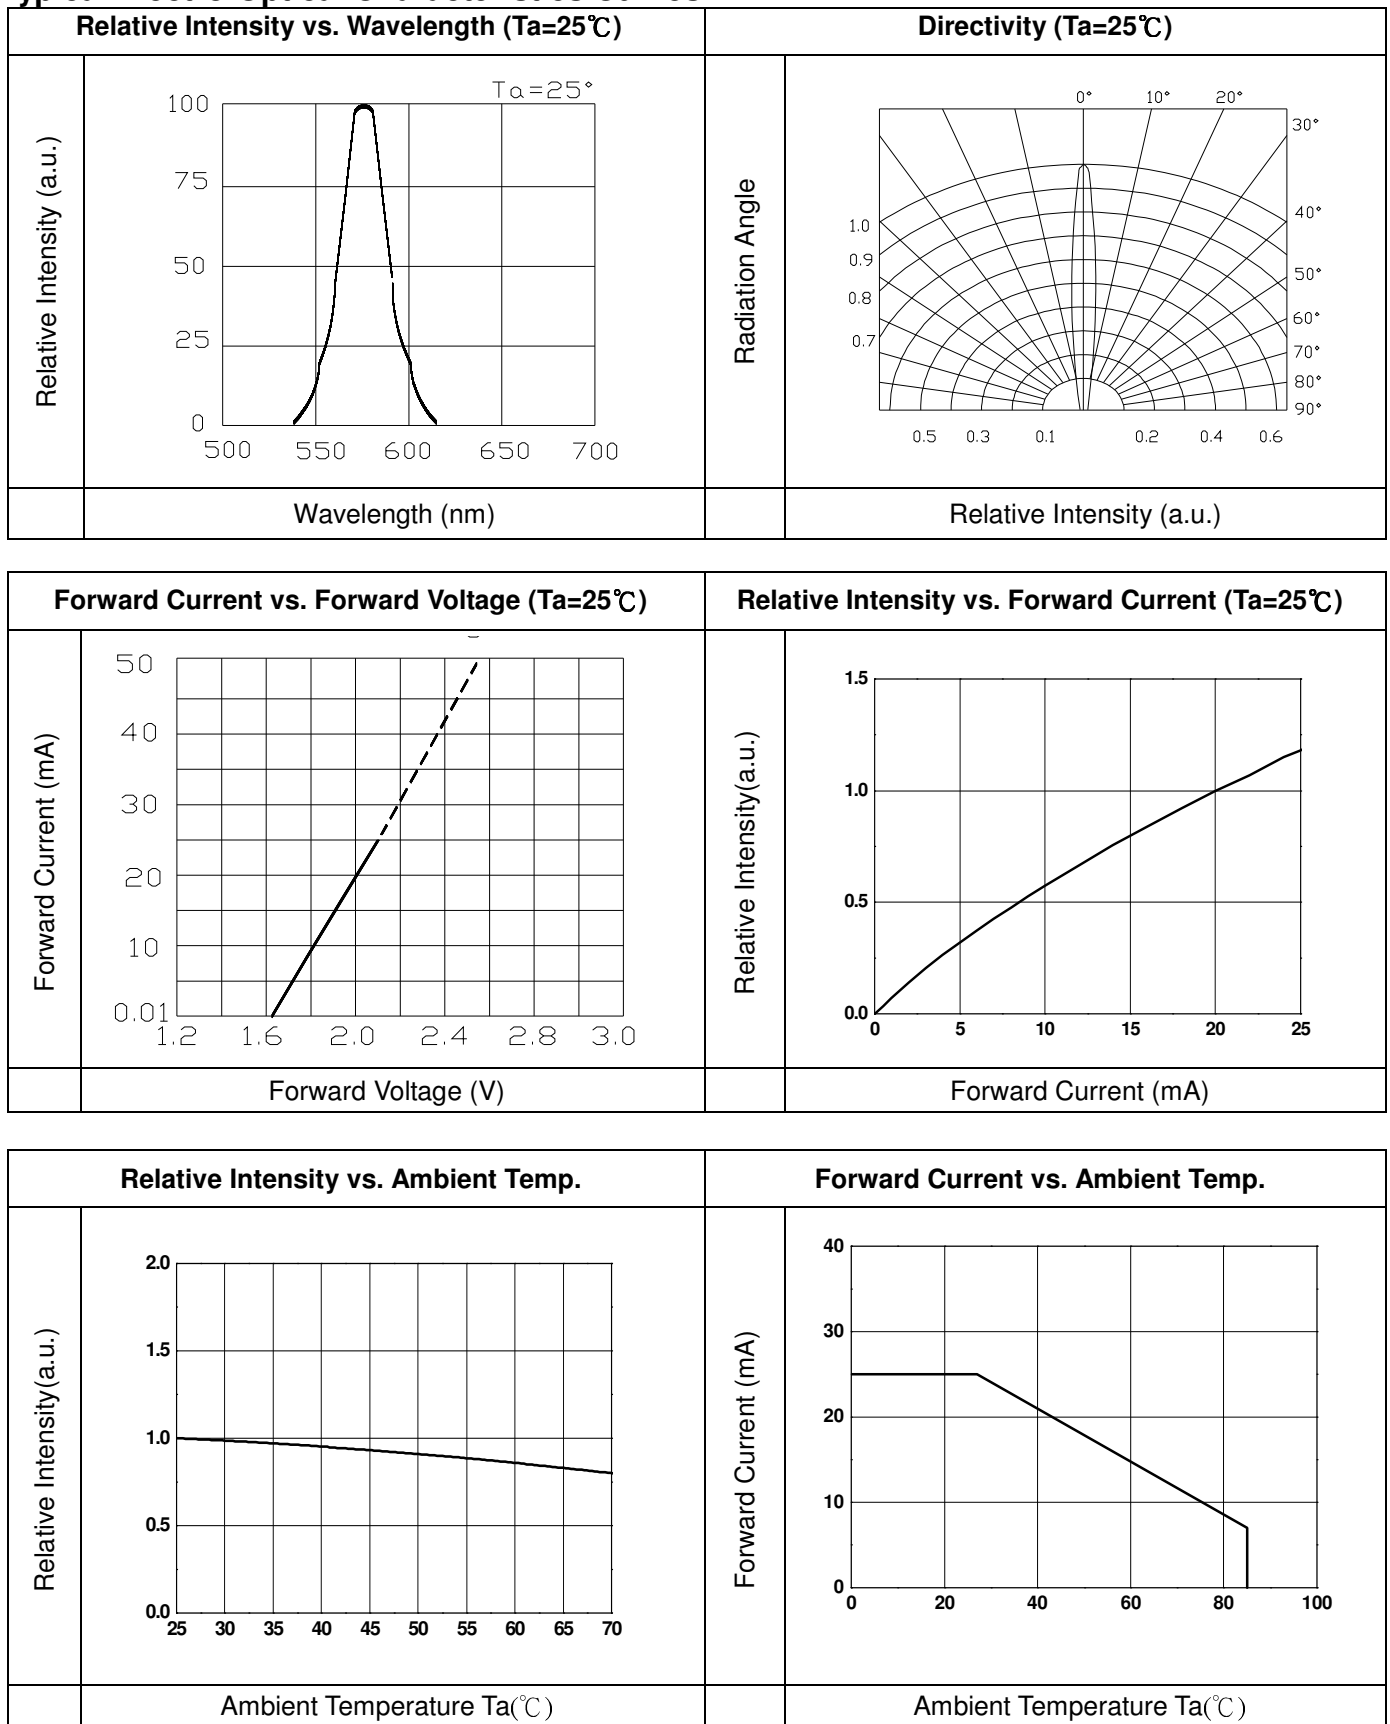 Relative Intensity vs. Wavelength (Ta=25℃)
Directivity (Ta=25℃)
Relative Intensity (a.u.)
Ta=25°
100
75
50
25
0
500 550 600 650 700
Wavelength (nm)
Radiation Angle
0° 10° 20°
30°
40°
50°
60°
70°
80°
90°
1.0
0.9
0.8
0.7
0.5 0.3 0.1 0.2 0.4 0.6
Relative Intensity (a.u.)
Forward Current vs. Forward Voltage (Ta=25℃)
Relative Intensity vs. Forward Current (Ta=25℃)
Forward Current (mA)
50
40
30
20
10
0.01
1.2 1.6 2.0 2.4 2.8 3.0
Forward Voltage (V)
Relative Intensity(a.u.)
1.5
1.0
0.5
0.0
0 5 10 15 20 25
Forward Current (mA)
Relative Intensity vs. Ambient Temp.
Forward Current vs. Ambient Temp.
Relative Intensity(a.u.)
2.0
1.5
1.0
0.5
0.0
25 30 35 40 45 50 55 60 65 70
Ambient Temperature Ta(℃)
Forward Current (mA)
40
30
20
10
0
0 20 40 60 80 100
Ambient Temperature Ta(℃)